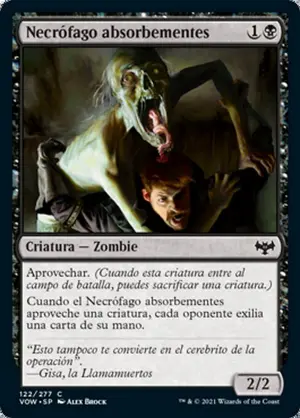 Necrófago absorbementes 1
Criatura — Zombie
Aprovechar. (Cuando esta criatura entre al
campo de batalla, puedes sacrificar una criatura.)
Cuando el Necrófago absorbementes
aproveche una criatura, cada oponente exilia
una carta de su mano.
"Esto tampoco te convierte en el cerebrito de la
operación".
—Gisa, la Llamamuertos
2/2
122/277 C
VOW • SP Alex Brock
™ & © 2021 Wizards of the Coast